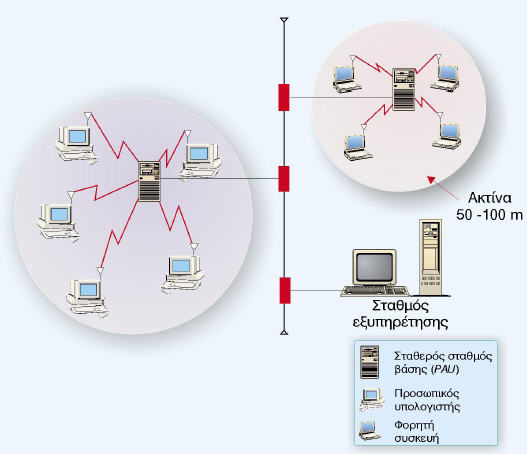 Ακτίνα
50 -100 m
Σταθμός
εξυπηρέτησης
Σταθερός σταθμός
βάσης (PAU)
Προσωπικός
υπολογιστής
Φορητή
συσκευή